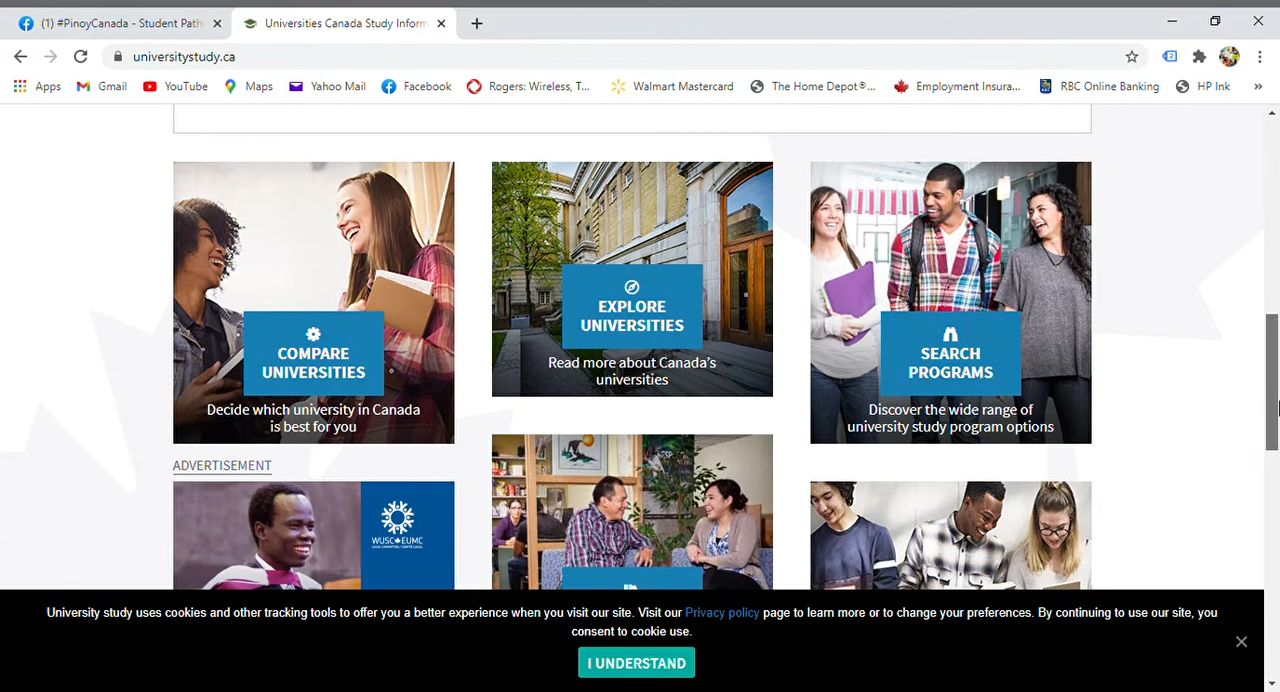 (1) #PinoyCanada - Student Path
Universities Canada Study Inform
universitystudy.ca
Apps
Gmail
YouTube
Maps
Yahoo Mail
Facebook
Rogers: Wireless, T...
Walmart Mastercard
The Home Depot®...
Employment Insura...
RBC Online Banking
HP Ink
»
COMPARE
UNIVERSITIES
Decide which university in Canada
is best for you
EXPLORE
UNIVERSITIES
Read more about Canada's
universities
SEARCH
PROGRAMS
Discover the wide range of
university study program options
ADVERTISEMENT
WUSC EUMC
LOCAL COMMITTEE / COMITÉ LOCAL
University study uses cookies and other tracking tools to offer you a better experience when you visit our site. Visit our Privacy policy page to learn more or to change your preferences. By continuing to use our site, you
consent to cookie use.
I UNDERSTAND